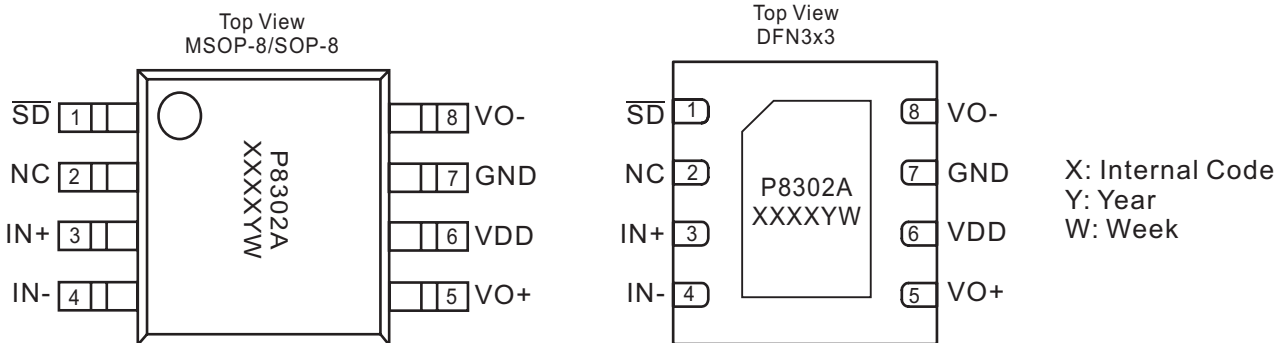 Top View
MSOP-8/SOP-8
S̅D̅ 1
NC 2
IN+ 3
IN- 4
P8302A
XXXXYW
8 VO-
7 GND
6 VDD
5 VO+
Top View
DFN3x3
S̅D̅ 1
NC 2
IN+ 3
IN- 4
P8302A
XXXXYW
8 VO-
7 GND
6 VDD
5 VO+
X: Internal Code
Y: Year
W: Week